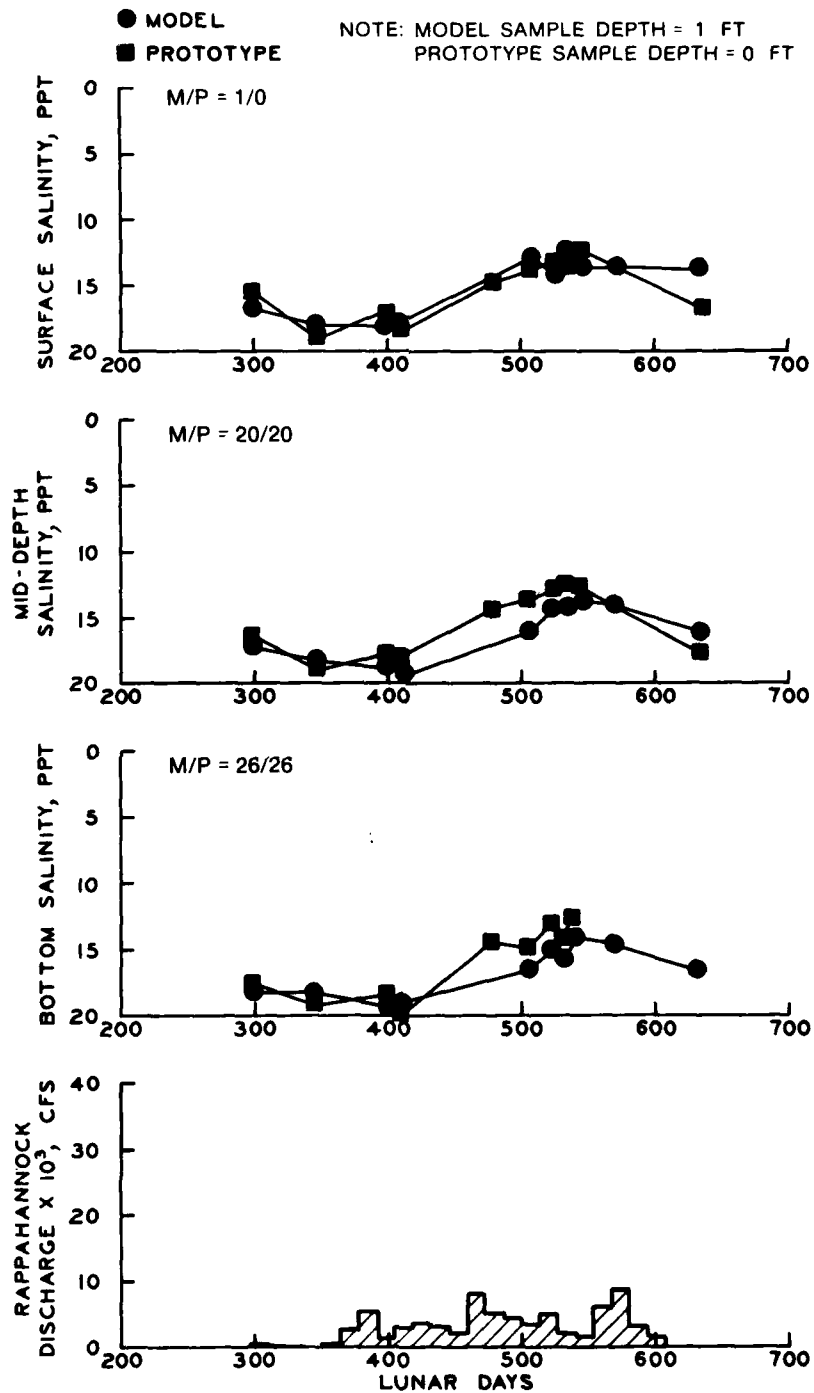 MODEL
PROTOTYPE
NOTE: MODEL SAMPLE DEPTH = 1 FT
PROTOTYPE SAMPLE DEPTH = 0 FT
SURFACE SALINITY, PPT
M/P = 1/0
0
5
10
15
20
200 300 400 500 600 700
MID-DEPTH
SALINITY, PPT
M/P = 20/20
0
5
10
15
20
200 300 400 500 600 700
BOTTOM SALINITY, PPT
M/P = 26/26
0
5
10
15
20
200 300 400 500 600 700
RAPPAHANNOCK
DISCHARGE X 10³, CFS
40
30
20
10
0
200 300 400 500 600 700
LUNAR DAYS